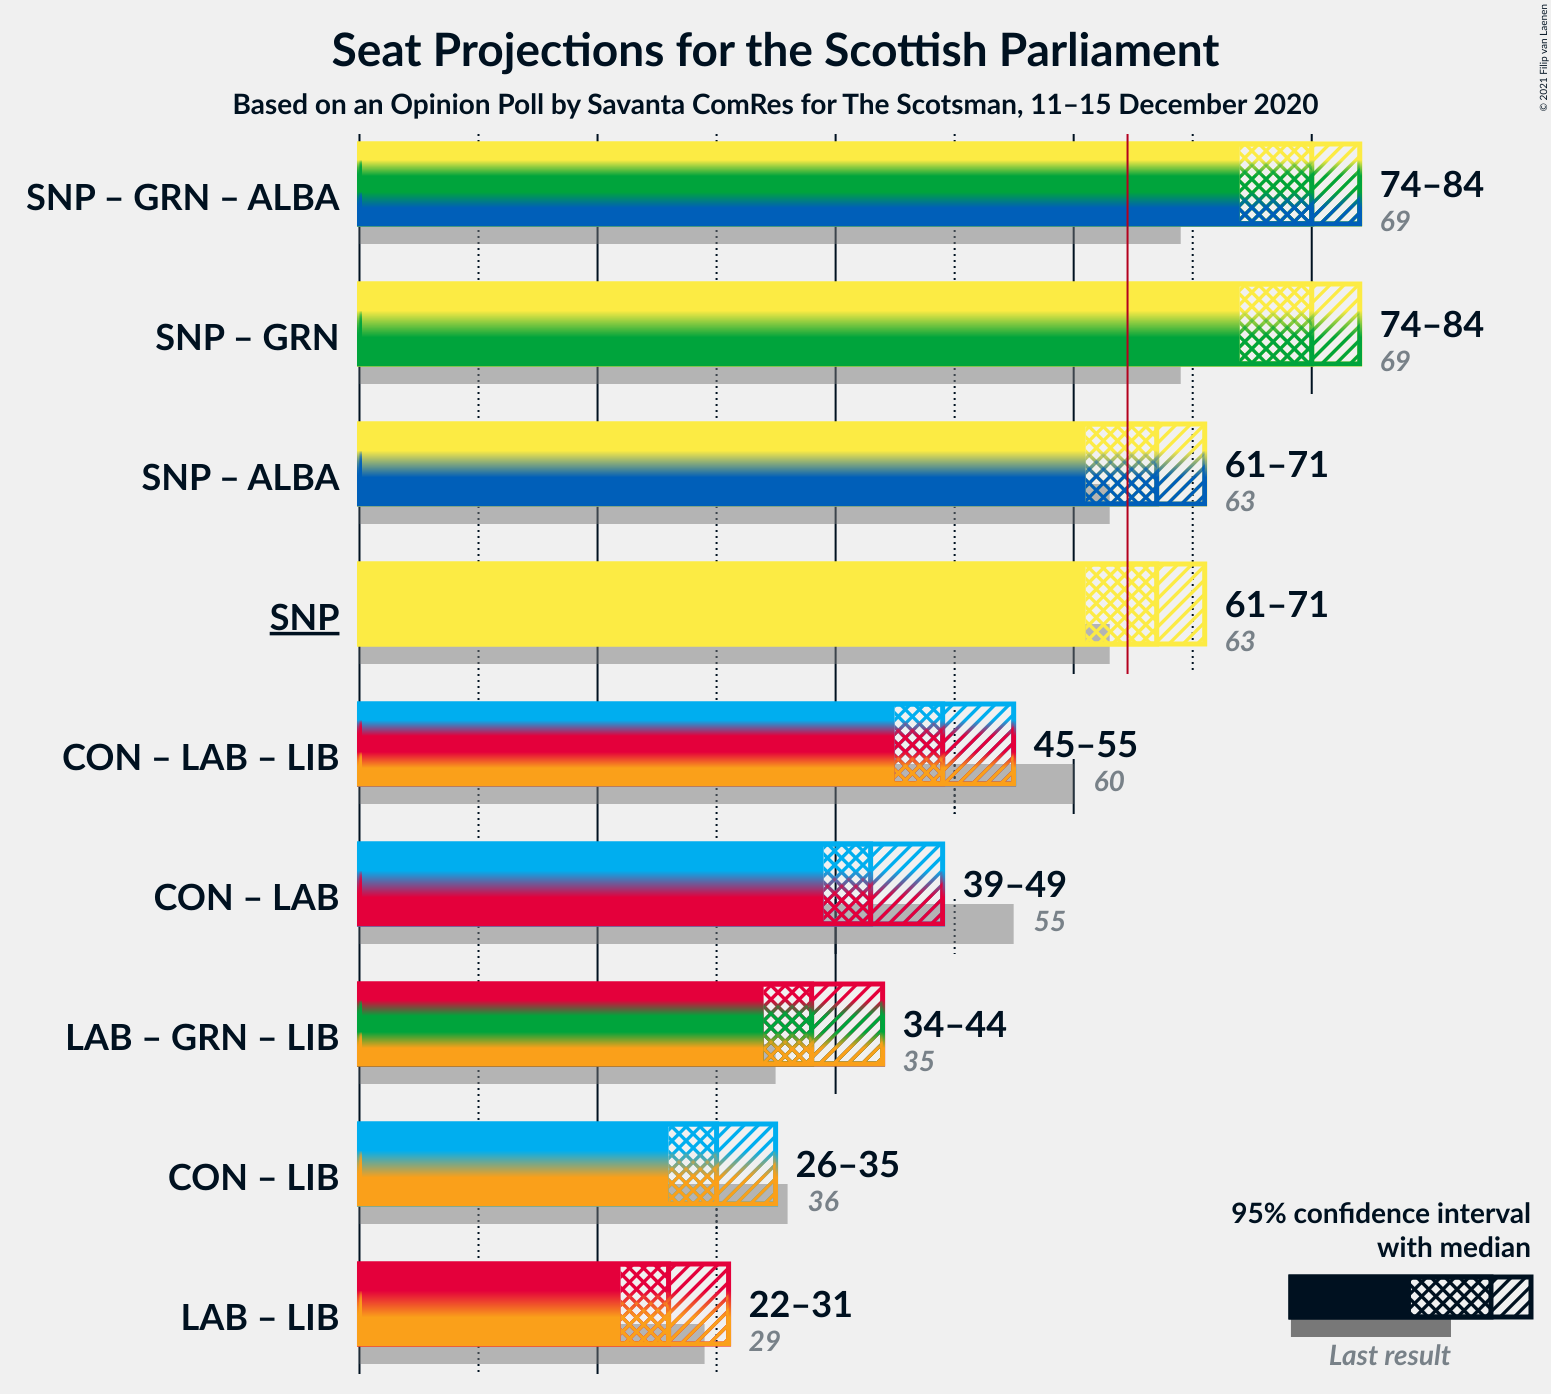 Seat Projections for the Scottish Parliament
Based on an Opinion Poll by Savanta ComRes for The Scotsman, 11–15 December 2020
© 2021 Filip van Laenen
SNP – GRN – ALBA
74–84
69
SNP – GRN
74–84
69
SNP – ALBA
61–71
63
SNP
61–71
63
CON – LAB – LIB
45–55
60
CON – LAB
39–49
55
LAB – GRN – LIB
34–44
35
CON – LIB
26–35
36
LAB – LIB
22–31
29
95% confidence interval
with median
Last result